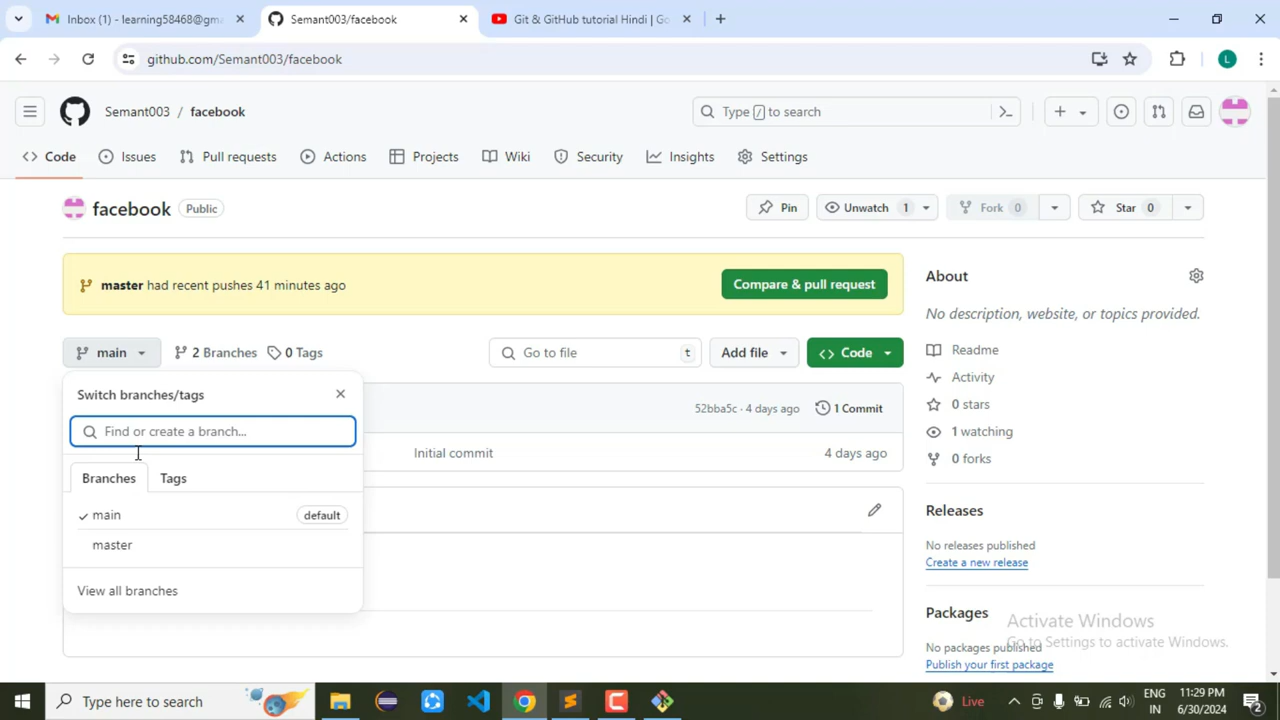 Inbox (1) - learning58468@gma
Semant003/facebook
Git & GitHub tutorial Hindi | Go
github.com/Semant003/facebook
L
Semant003 / facebook
Type / to search
Code
Issues
Pull requests
Actions
Projects
Wiki
Security
Insights
Settings
facebook
Public
Pin
Unwatch 1
Fork 0
Star 0
master had recent pushes 41 minutes ago
Compare & pull request
main
2 Branches
0 Tags
Go to file
t
Add file
Code
Switch branches/tags
Find or create a branch...
Branches
Tags
main
default
master
View all branches
52bba5c · 4 days ago
1 Commit
Initial commit
4 days ago
About
No description, website, or topics provided.
Readme
Activity
0 stars
1 watching
0 forks
Releases
No releases published
Create a new release
Packages
No packages published
Publish your first package
Activate Windows
Go to Settings to activate Windows.
Type here to search
Live
ENG
IN
11:29 PM
6/30/2024
2